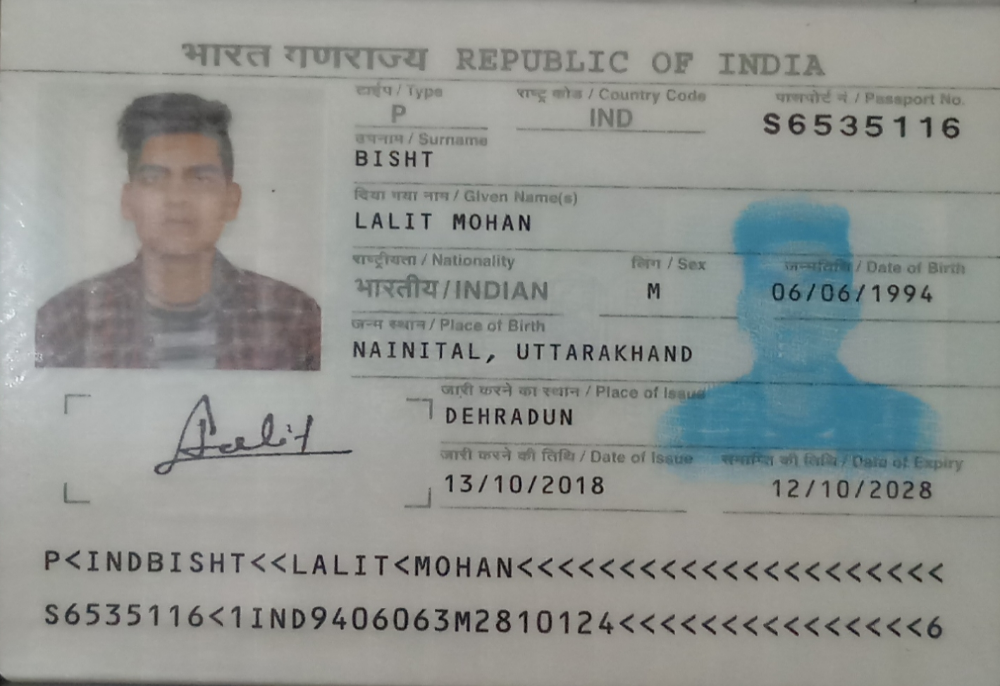 भारत गणराज्य REPUBLIC OF INDIA
टाईप / Type
P
राष्ट्र कोड / Country Code
IND
पासपोर्ट नं. / Passport No.
S6535116
उपनाम / Surname
BISHT
दिया गया नाम / Given Name(s)
LALIT MOHAN
राष्ट्रीयता / Nationality
भारतीय / INDIAN
लिंग / Sex
M
जन्मतिथि / Date of Birth
06/06/1994
जन्म स्थान / Place of Birth
NAINITAL, UTTARAKHAND
जारी करने का स्थान / Place of Issue
DEHRADUN
Lalit
जारी करने की तिथि / Date of Issue
13/10/2018
समाप्ति की तिथि / Date of Expiry
12/10/2028
P<INDBISHT<<LALIT<MOHAN<<<<<<<<<<<<<<<<<<<<<
S6535116<1IND9406063M2810124<<<<<<<<<<<<<<<6